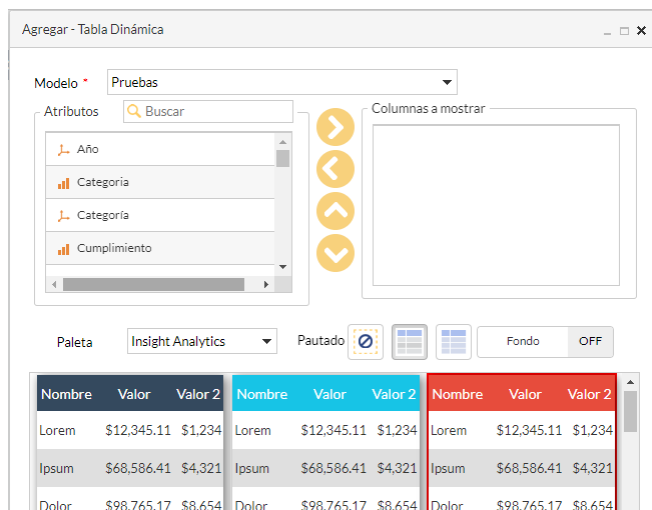 Agregar - Tabla Dinámica
Modelo * Pruebas
Atributos Buscar Columnas a mostrar
Año
Categoria
Categoría
Cumplimiento
Paleta Insight Analytics Pautado Fondo OFF
Nombre Valor Valor 2 Nombre Valor Valor 2 Nombre Valor Valor 2
Lorem $12,345.11 $1,234 Lorem $12,345.11 $1,234 Lorem $12,345.11 $1,234
Ipsum $68,586.41 $4,321 Ipsum $68,586.41 $4,321 Ipsum $68,586.41 $4,321
Dolor $98,765.17 $8,654 Dolor $98,765.17 $8,654 Dolor $98,765.17 $8,654